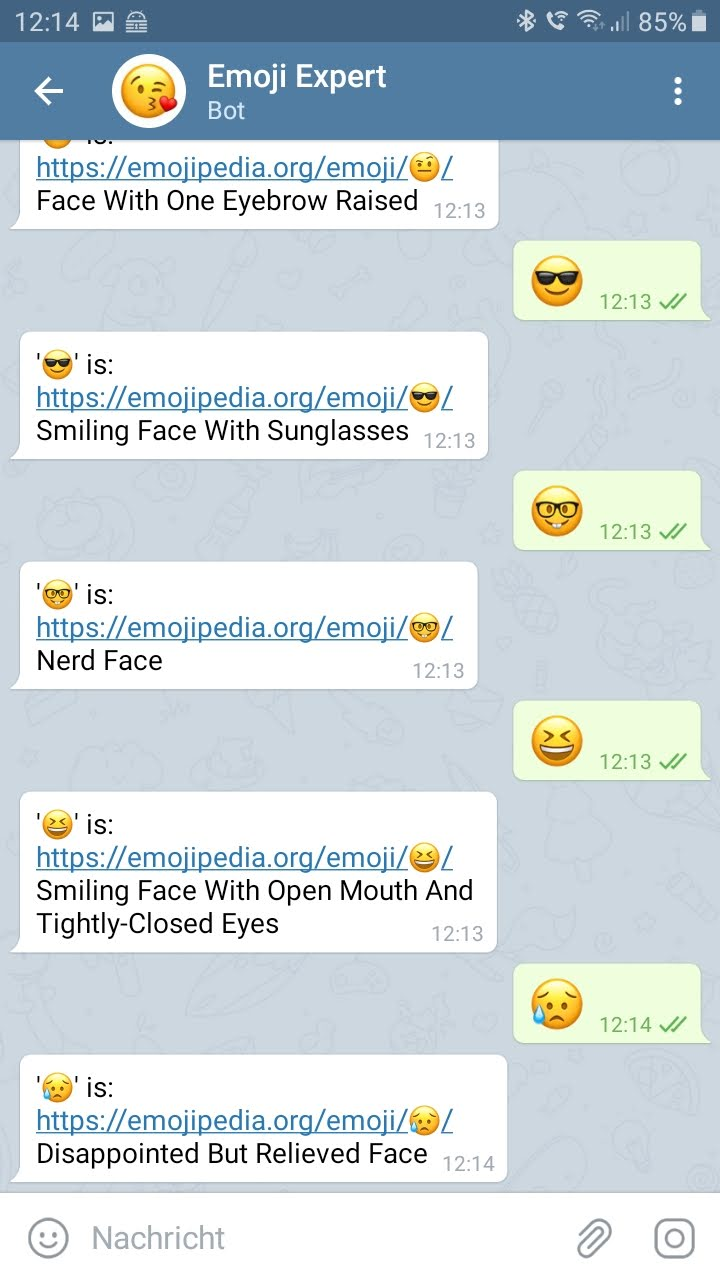 12:14 85%
Emoji Expert
Bot
is:
https://emojipedia.org/emoji/🤨/
Face With One Eyebrow Raised 12:13
😎 12:13
'😎' is:
https://emojipedia.org/emoji/😎/
Smiling Face With Sunglasses 12:13
🤓 12:13
'🤓' is:
https://emojipedia.org/emoji/🤓/
Nerd Face 12:13
😆 12:13
'😆' is:
https://emojipedia.org/emoji/😆/
Smiling Face With Open Mouth And
Tightly-Closed Eyes 12:13
😥 12:14
'😥' is:
https://emojipedia.org/emoji/😥/
Disappointed But Relieved Face 12:14
Nachricht